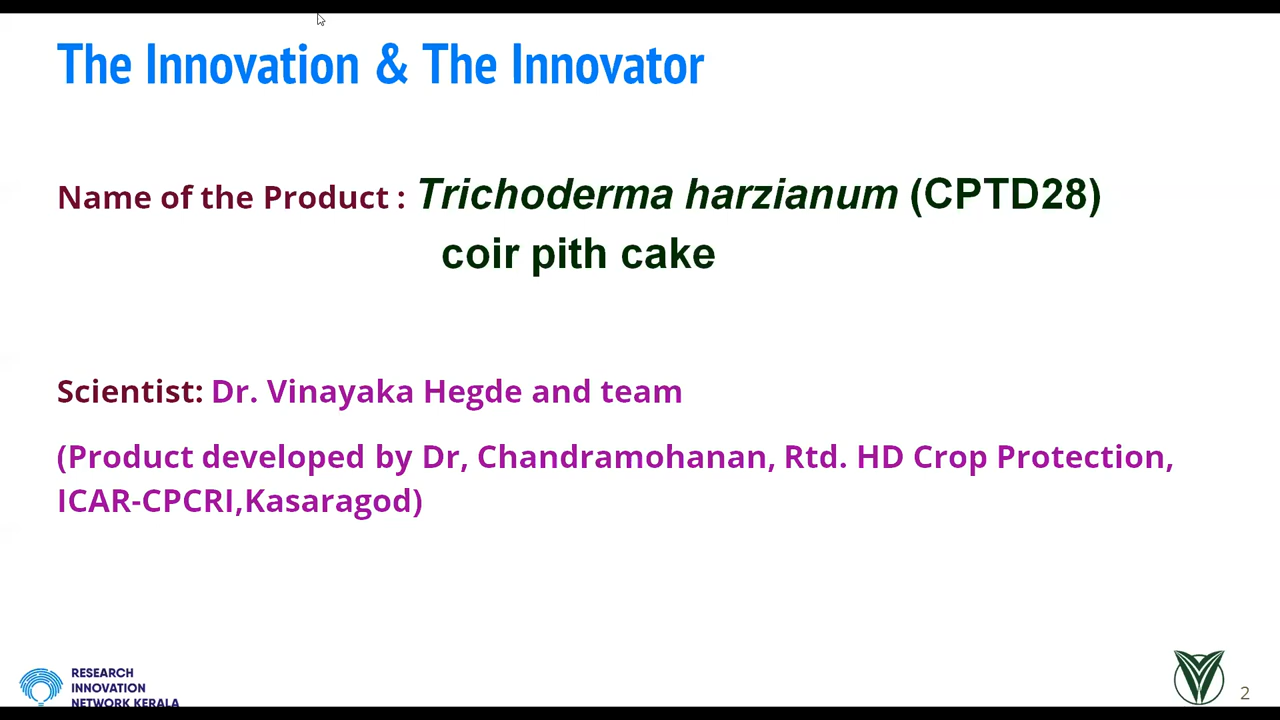 The Innovation & The Innovator
Name of the Product : Trichoderma harzianum (CPTD28)
coir pith cake
Scientist: Dr. Vinayaka Hegde and team
(Product developed by Dr, Chandramohanan, Rtd. HD Crop Protection,
ICAR-CPCRI,Kasaragod)
RESEARCH
INNOVATION
NETWORK KERALA
2